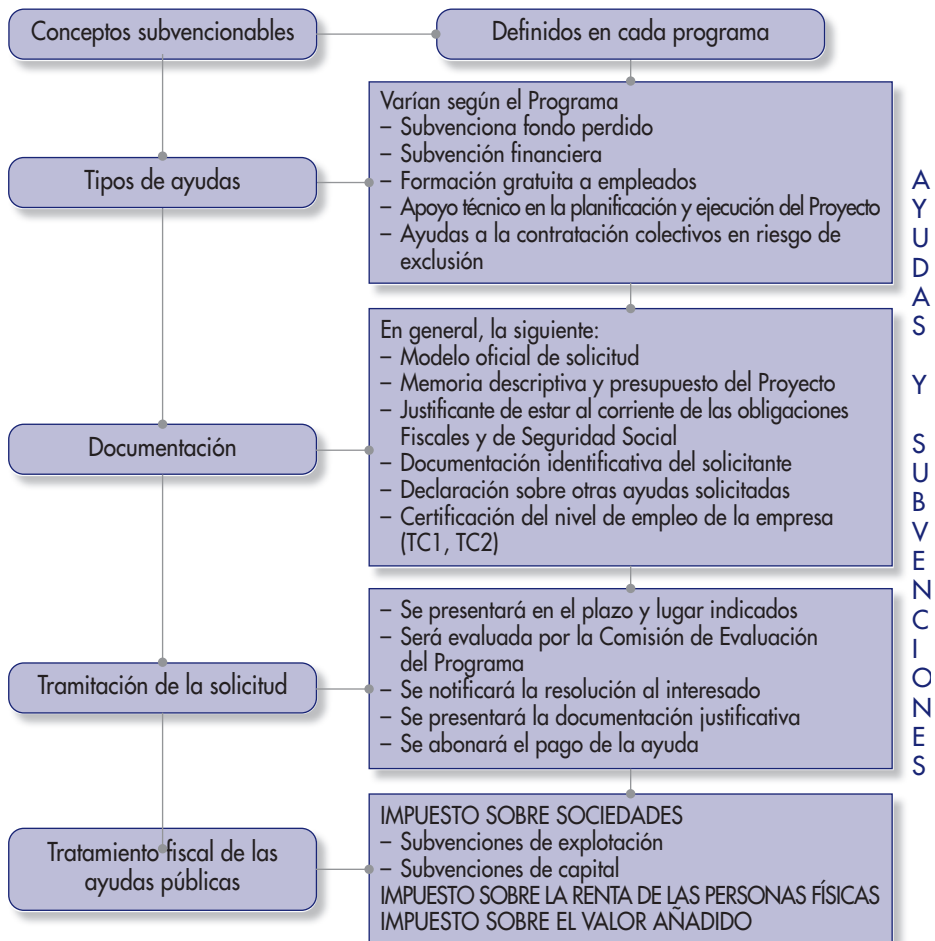 Conceptos subvencionables
Definidos en cada programa
Tipos de ayudas
Varían según el Programa
– Subvenciona fondo perdido
– Subvención financiera
– Formación gratuita a empleados
– Apoyo técnico en la planificación y ejecución del Proyecto
– Ayudas a la contratación colectivos en riesgo de
exclusión
Documentación
En general, la siguiente:
– Modelo oficial de solicitud
– Memoria descriptiva y presupuesto del Proyecto
– Justificante de estar al corriente de las obligaciones
Fiscales y de Seguridad Social
– Documentación identificativa del solicitante
– Declaración sobre otras ayudas solicitadas
– Certificación del nivel de empleo de la empresa
(TC1, TC2)
Tramitación de la solicitud
– Se presentará en el plazo y lugar indicados
– Será evaluada por la Comisión de Evaluación
del Programa
– Se notificará la resolución al interesado
– Se presentará la documentación justificativa
– Se abonará el pago de la ayuda
Tratamiento fiscal de las
ayudas públicas
IMPUESTO SOBRE SOCIEDADES
– Subvenciones de explotación
– Subvenciones de capital
IMPUESTO SOBRE LA RENTA DE LAS PERSONAS FÍSICAS
IMPUESTO SOBRE EL VALOR AÑADIDO
AYUDAS Y SUBVENCIONES